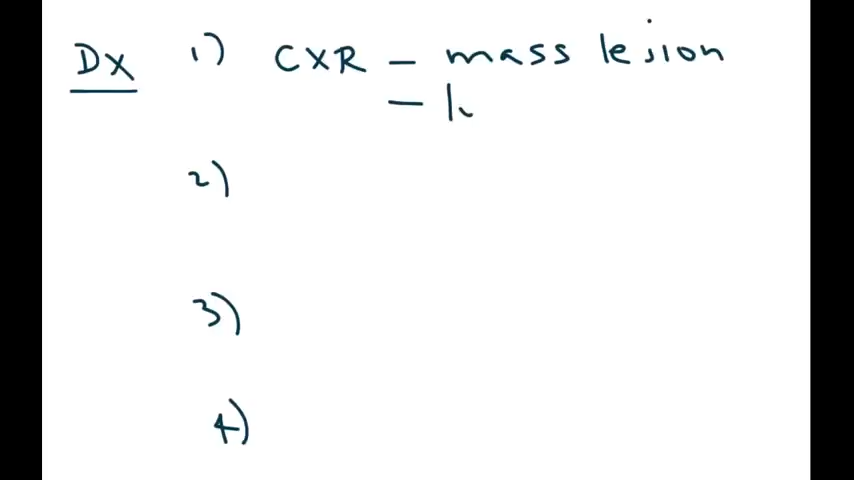 DX 1) CXR - mass lesion
-
2)
3)
4)